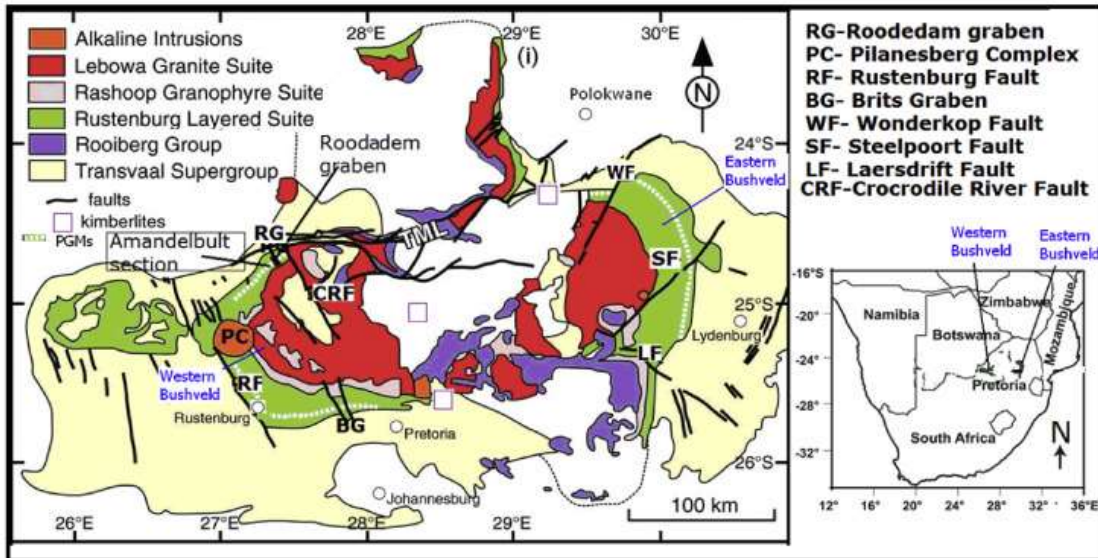 28°E
29°E
30°E
Alkaline Intrusions
(i)
Lebowa Granite Suite
Rashoop Granophyre Suite
Polokwane
N
Rustenburg Layered Suite
Rooiberg Group
Roodadem
graben
24°S
Transvaal Supergroup
WF
Eastern
Bushveld
faults
kimberlites
PGMs
RG
TML
Amandelbult
section
SF
CRF
25°S
PC
Lydenburg
LF
Western
Bushveld
RF
Rustenburg
BG
Pretoria
26°S
Johannesburg
100 km
26°E
27°E
28°E
29°E
RG-Roodedam graben
PC- Pilanesberg Complex
RF- Rustenburg Fault
BG- Brits Graben
WF- Wonderkop Fault
SF- Steelpoort Fault
LF- Laersdrift Fault
CRF-Crocrodile River Fault
Western
Bushveld
Eastern
Bushveld
-16°S
Zimbabwe
Namibia
-20°
Botswana
Mozambique
-24°
Pretoria
-28°
South Africa
N
-32°
12°
16°
20°
24°
28°
32°
36°E